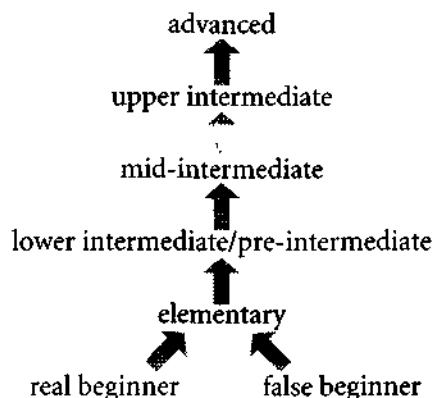 advanced
upper intermediate
mid-intermediate
lower intermediate/pre-intermediate
elementary
real beginner false beginner